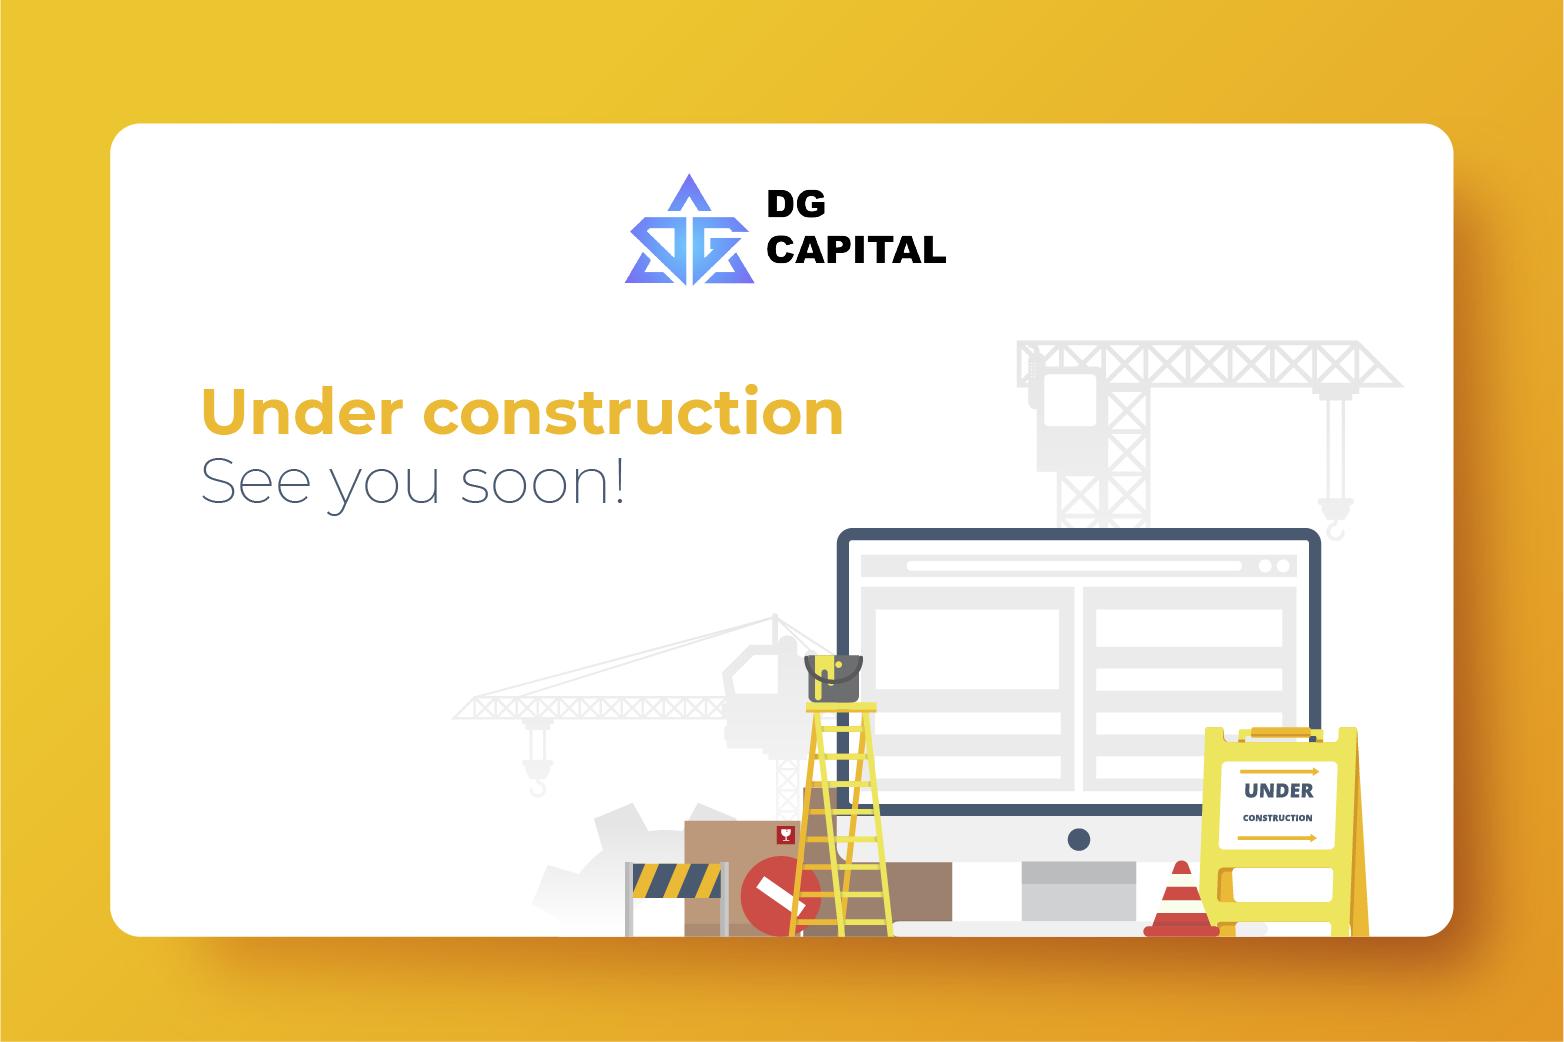 DG
CAPITAL
Under construction
See you soon!
UNDER
CONSTRUCTION